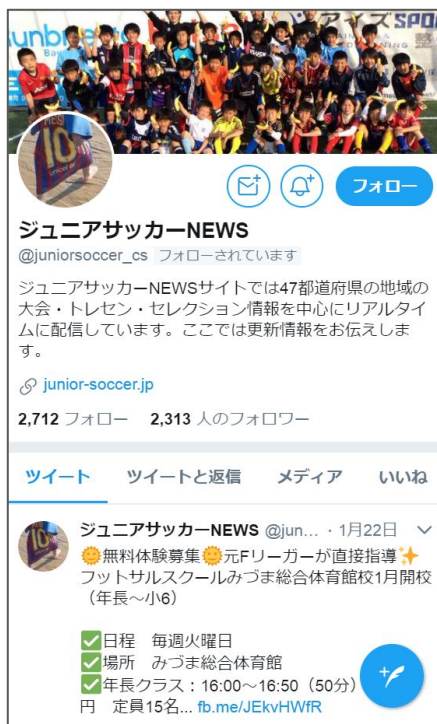 unbri
アイズSPO
NING 塾
MES
10
unicef
フォロー
ジュニアサッカーNEWS
@juniorsoccer_cs フォローされています
ジュニアサッカーNEWSサイトでは47都道府県の地域の
大会・トレセン・セレクション情報を中心にリアルタイ
ムに配信しています。ここでは更新情報をお伝えしま
す。
junior-soccer.jp
2,712 フォロー 2,313 人のフォロワー
ツイート ツイートと返信 メディア いいね
ジュニアサッカーNEWS @jun... · 1月22日
🌞無料体験募集🌞元Fリーガーが直接指導✨
フットサルスクールみづま総合体育館校1月開校
（年長～小6）
✅日程 毎週火曜日
✅場所 みづま総合体育館
✅年長クラス：16:00～16:50（50分）
円 定員15名... fb.me/JEkvHWfR